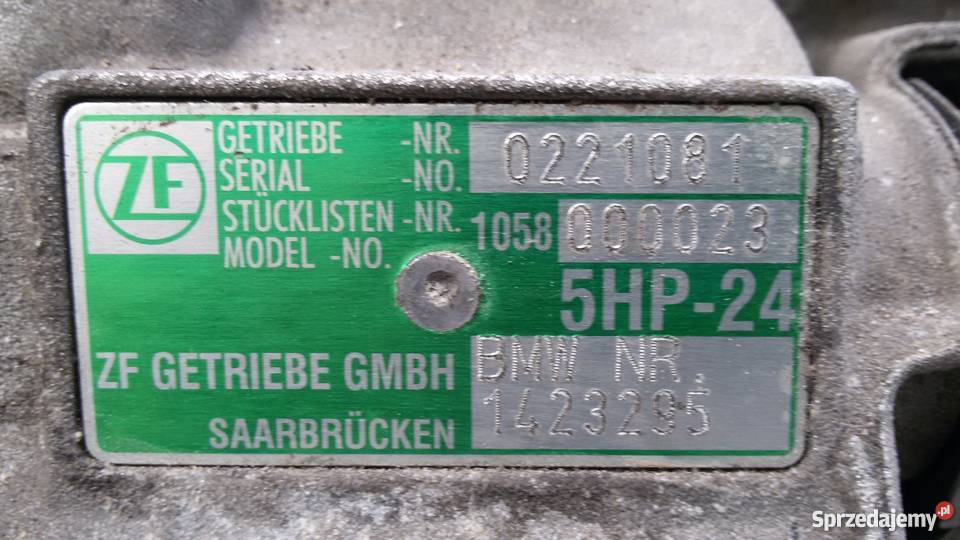 ZF
GETRIEBE -NR. 0221081
SERIAL -NO.
STÜCKLISTEN -NR. 1058 000023
MODEL -NO.
5HP-24
ZF GETRIEBE GMBH BMW NR.
SAARBRÜCKEN 1423295
Sprzedajemy.pl